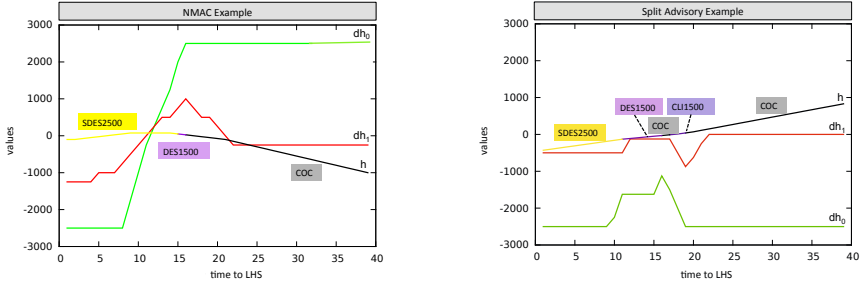 NMAC Example
3000
2000
1000
0
-1000
-2000
-3000
values
0 5 10 15 20 25 30 35 40
time to LHS
dh0
SDES2500
DES1500
dh1
h
COC
Split Advisory Example
3000
2000
1000
0
-1000
-2000
-3000
values
0 5 10 15 20 25 30 35 40
time to LHS
DES1500
CLI1500
COC
h
COC
SDES2500
dh1
dh0